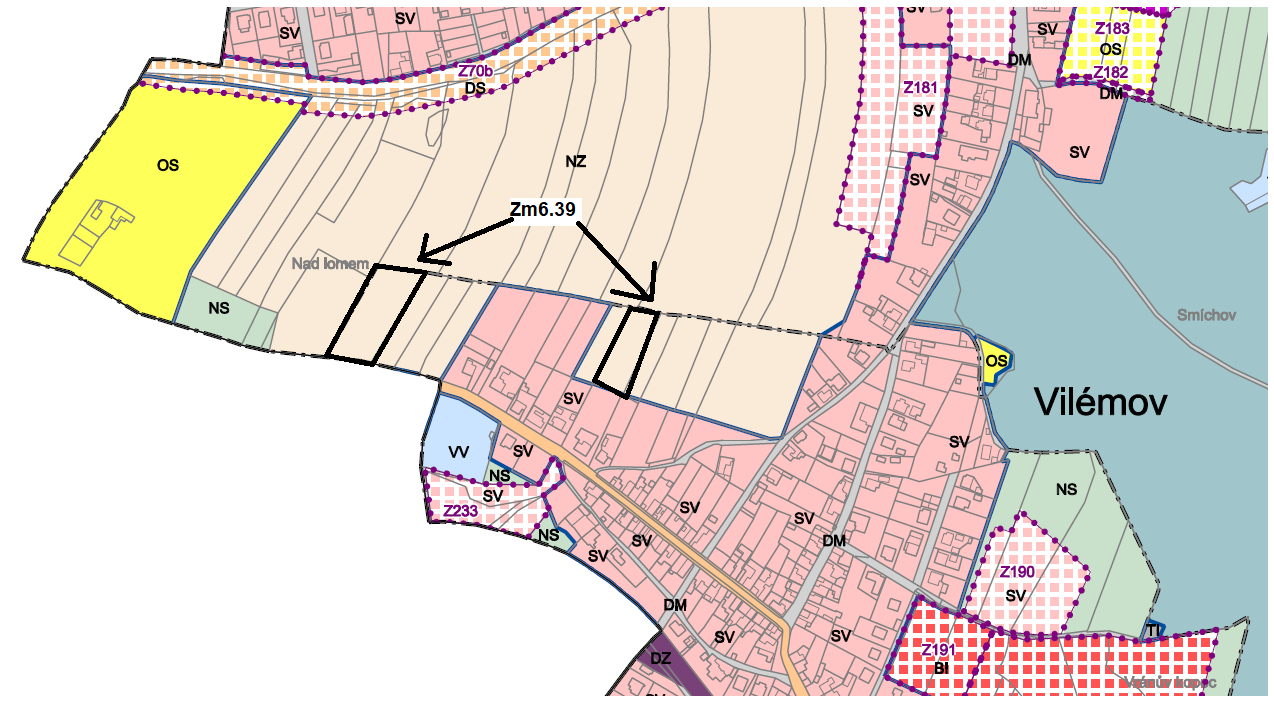 SV
SV
SV
SV
Z183
OS
Z182
DM
DM
Z70b
DS
Z181
SV
SV
SV
OS
NZ
Zm6.39
Nad lomem
NS
Smíchov
OS
Vilémov
SV
SV
VV
SV
NS
SV
Z233
NS
SV
SV
SV
SV
DM
NS
Z190
SV
DM
SV
SV
TI
Z191
BI
DZ